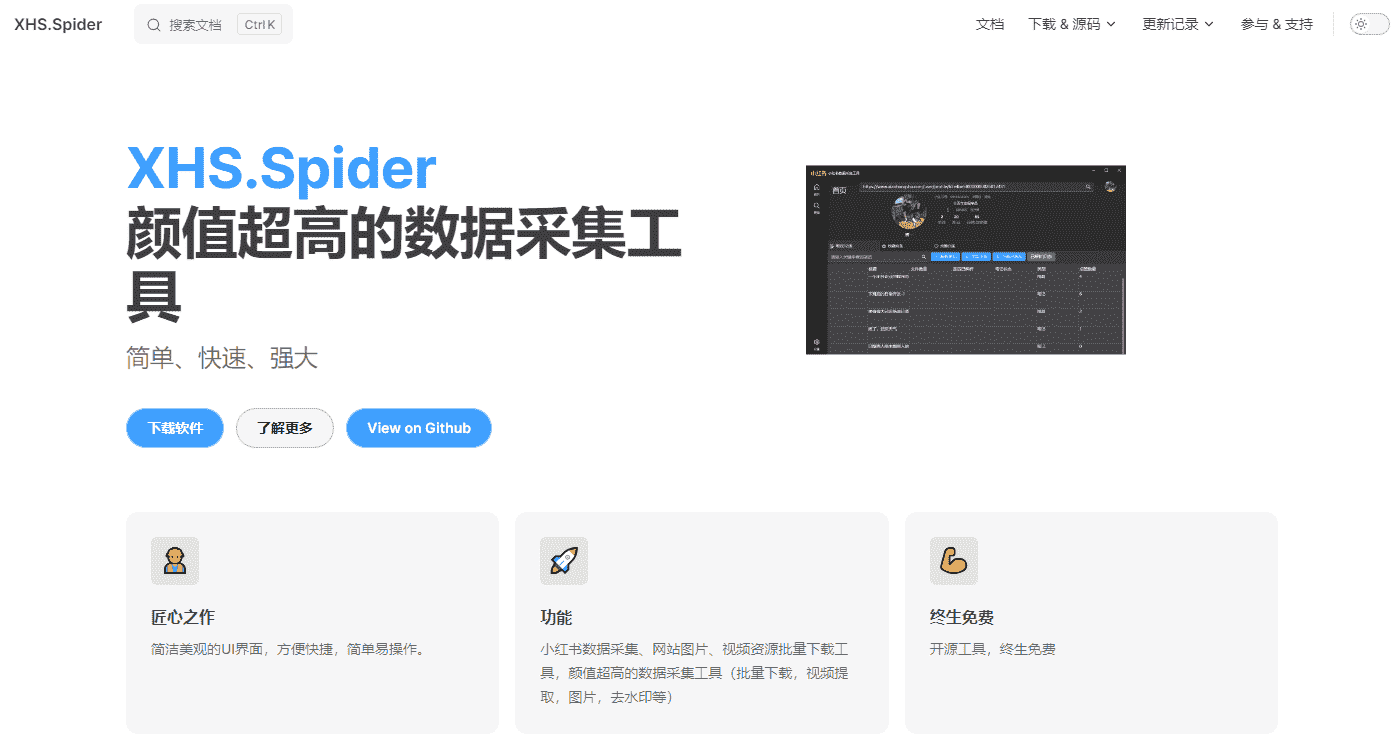 XHS.Spider
搜索文档
Ctrl K
文档
下载 & 源码
更新记录
参与 & 支持
XHS.Spider
颜值超高的数据采集工
具
简单、快速、强大
下载软件
了解更多
View on Github
首页
匠心之作
简洁美观的UI界面，方便快捷，简单易操作。
功能
小红书数据采集、网站图片、视频资源批量下载工
具，颜值超高的数据采集工具（批量下载，视频提
取，图片，去水印等）
终生免费
开源工具，终生免费